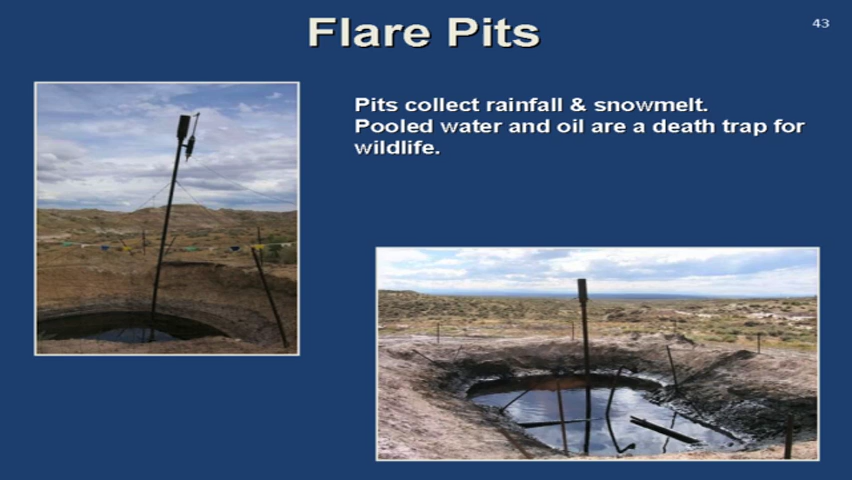 Flare Pits
43
Pits collect rainfall & snowmelt.
Pooled water and oil are a death trap for
wildlife.